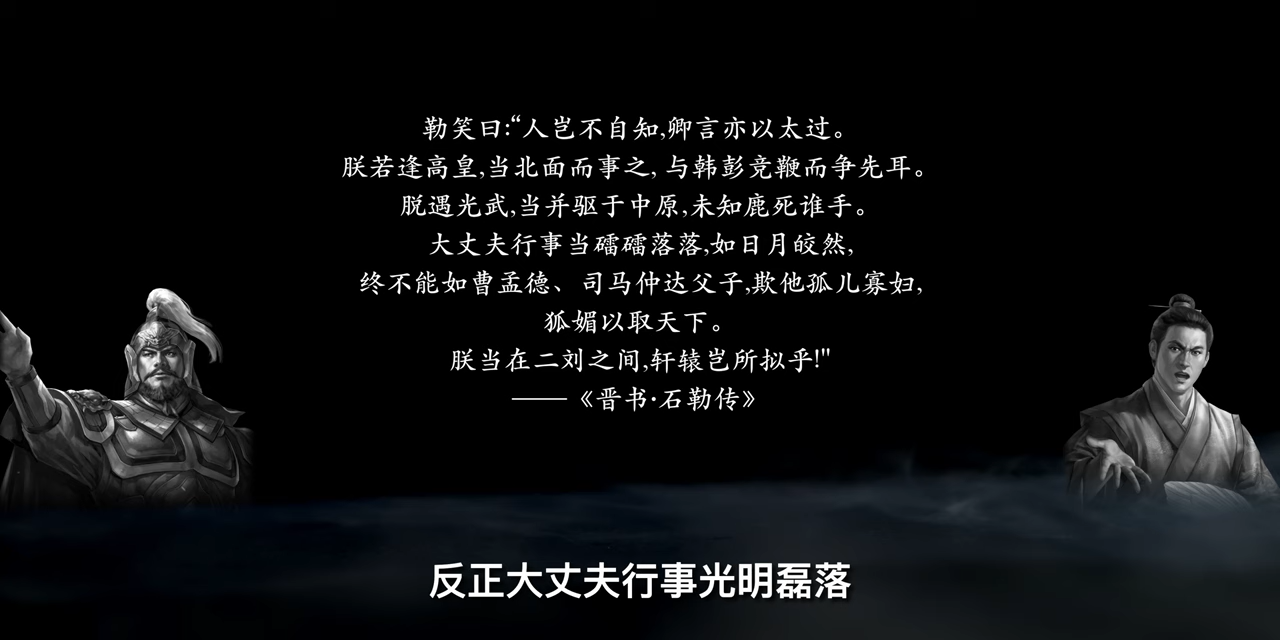 勒笑曰:“人岂不自知,卿言亦以太过。
朕若逢高皇,当北面而事之, 与韩彭竞鞭而争先耳。
脱遇光武,当并驱于中原,未知鹿死谁手。
大丈夫行事当礌礌落落,如日月皎然,
终不能如曹孟德、司马仲达父子,欺他孤儿寡妇,
狐媚以取天下。
朕当在二刘之间,轩辕岂所拟乎!"
——《晋书·石勒传》
反正大丈夫行事光明磊落